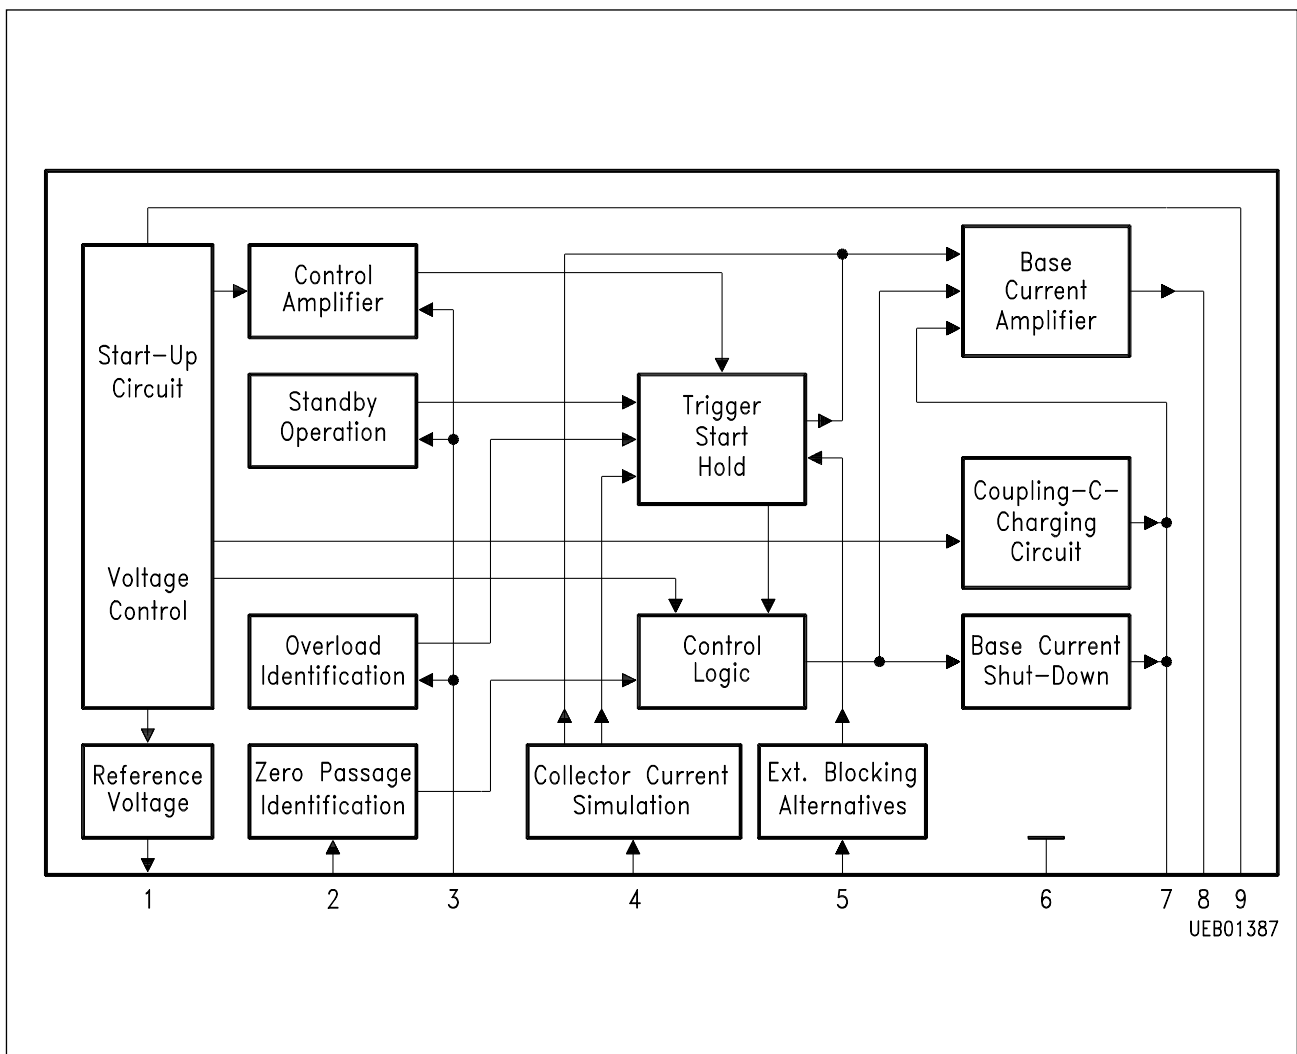 Start-Up
Circuit
Voltage
Control
Control
Amplifier
Standby
Operation
Overload
Identification
Reference
Voltage
Zero Passage
Identification
Trigger
Start
Hold
Control
Logic
Collector Current
Simulation
Ext. Blocking
Alternatives
Base
Current
Amplifier
Coupling-C-
Charging
Circuit
Base Current
Shut-Down
1 2 3 4 5 6 7 8 9
UEB01387